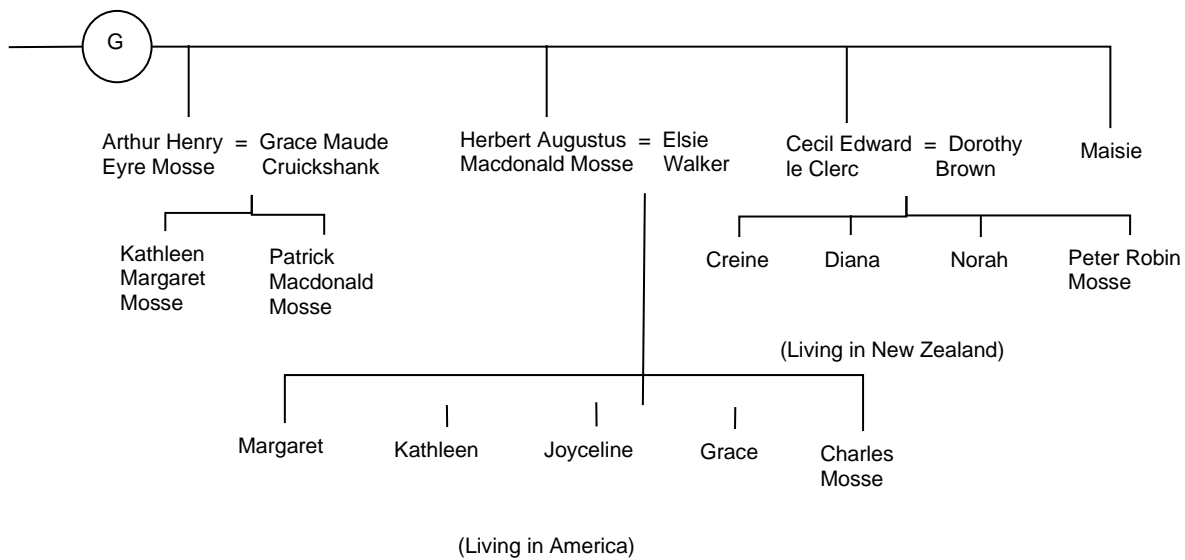 G
Arthur Henry = Grace Maude
Eyre Mosse Cruickshank
Herbert Augustus = Elsie
Macdonald Mosse Walker
Cecil Edward = Dorothy
le Clerc Brown
Maisie
Kathleen
Margaret
Mosse
Patrick
Macdonald
Mosse
Creine
Diana
Norah
Peter Robin
Mosse
(Living in New Zealand)
Margaret
Kathleen
Joyceline
Grace
Charles
Mosse
(Living in America)